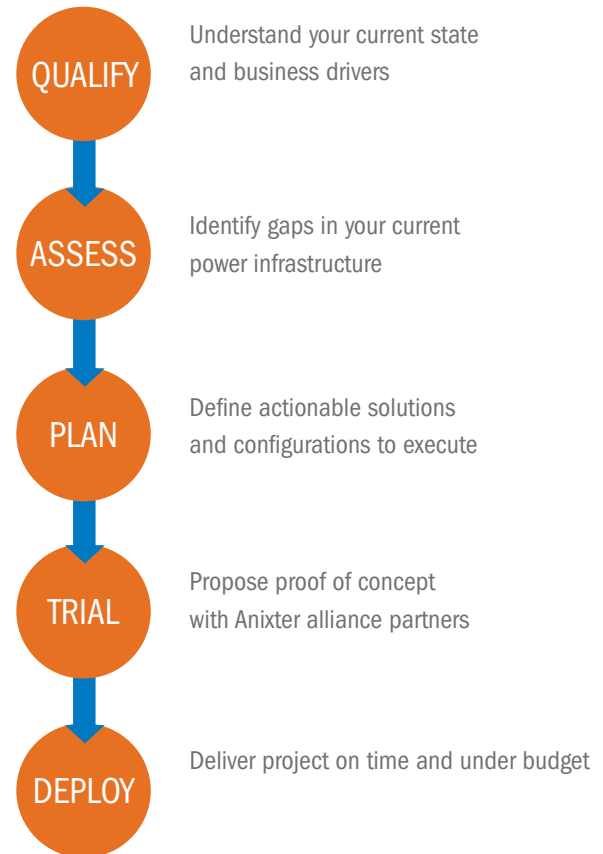 QUALIFY
Understand your current state
and business drivers
ASSESS
Identify gaps in your current
power infrastructure
PLAN
Define actionable solutions
and configurations to execute
TRIAL
Propose proof of concept
with Anixter alliance partners
DEPLOY
Deliver project on time and under budget